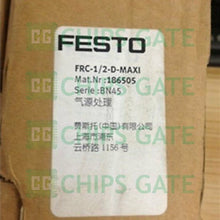 FESTO
FRC-1/2-D-MAXI
Mat.Nr:186505
Serie:BN45
气源处理
费斯托(中国)有限公司
上海市浦东
云桥路1156号
CHIPS GATE